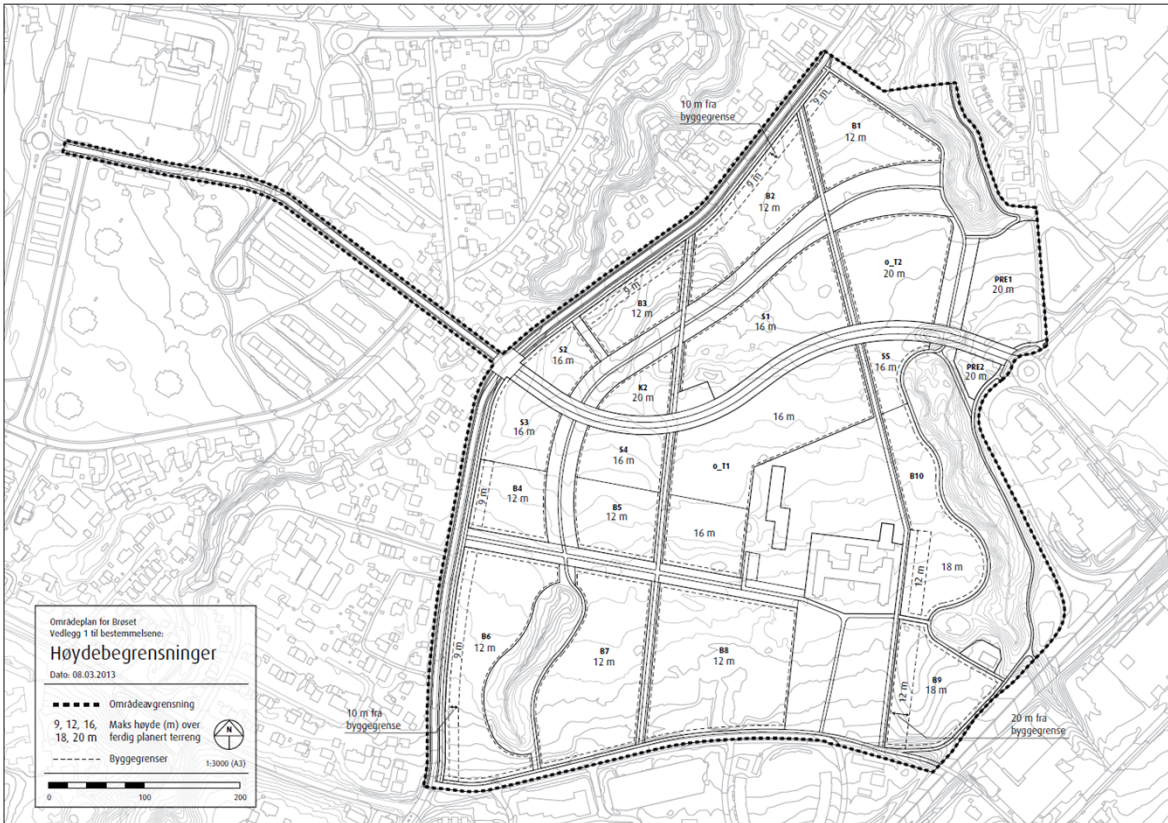 10 m fra
byggegrense
9 m
B1
12 m
9 m
B2
12 m
o_T2
20 m
PRE1
20 m
9 m
B3
12 m
S1
16 m
S2
16 m
S5
16 m
PRE2
20 m
K2
20 m
16 m
S3
16 m
S4
16 m
o_T1
B4
12 m
9 m
B5
12 m
16 m
B10
18 m
12 m
B6
12 m
9 m
B7
12 m
B8
12 m
B9
18 m
12 m
10 m fra
byggegrense
20 m fra
byggegrense
Områdeplan for Brøset
Vedlegg 1 til bestemmelsene:
Høydebegrensninger
Dato: 08.03.2013
Områdeavgrensning
9, 12, 16, Maks høyde (m) over
18, 20 m ferdig planert terreng
N
Byggegrenser
1:3000 (A3)
0 100 200